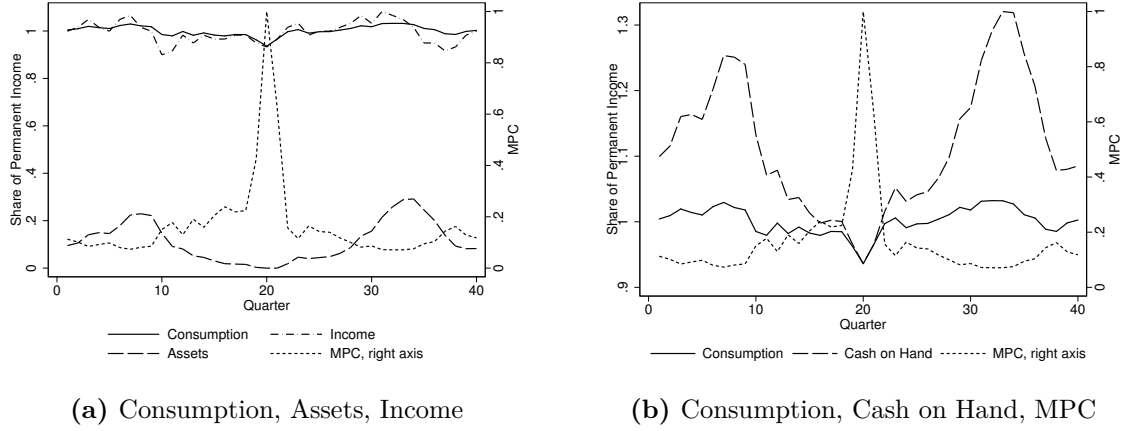 Share of Permanent Income
0 .2 .4 .6 .8 1
MPC
0 .2 .4 .6 .8 1
0 10 20 30 40
Quarter
Consumption Income
Assets MPC, right axis
(a) Consumption, Assets, Income
Share of Permanent Income
.9 1 1.1 1.2 1.3
MPC
0 .2 .4 .6 .8 1
0 10 20 30 40
Quarter
Consumption Cash on Hand MPC, right axis
(b) Consumption, Cash on Hand, MPC